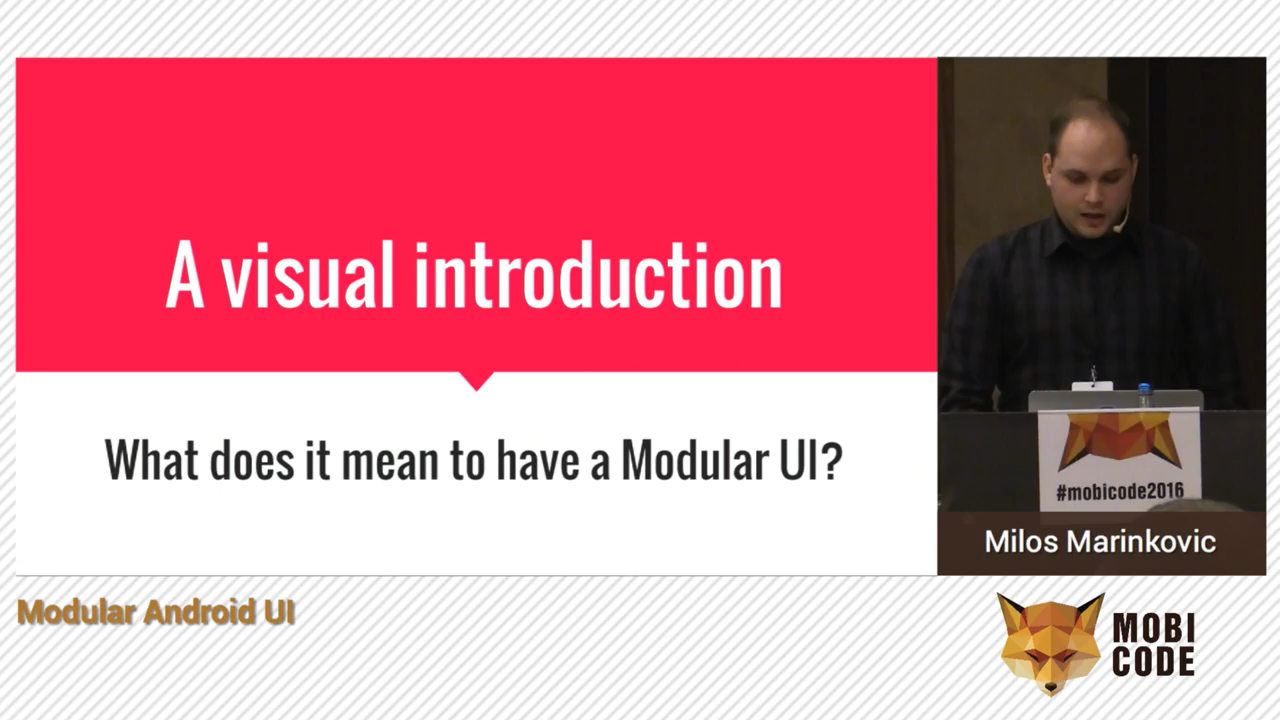 A visual introduction
What does it mean to have a Modular UI?
#mobicode2016
Milos Marinkovic
Modular Android UI
MOBI
CODE